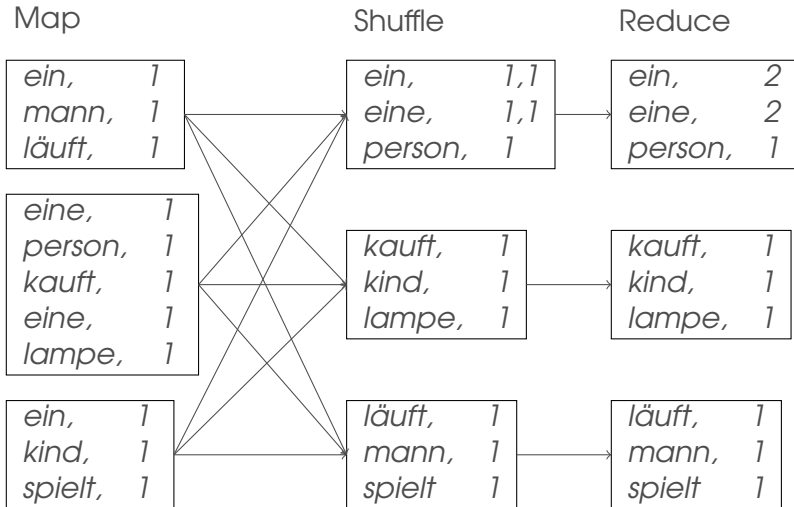 Map
ein, 1
mann, 1
läuft, 1
eine, 1
person, 1
kauft, 1
eine, 1
lampe, 1
ein, 1
kind, 1
spielt, 1
Shuffle
ein, 1,1
eine, 1,1
person, 1
kauft, 1
kind, 1
lampe, 1
läuft, 1
mann, 1
spielt 1
Reduce
ein, 2
eine, 2
person, 1
kauft, 1
kind, 1
lampe, 1
läuft, 1
mann, 1
spielt 1